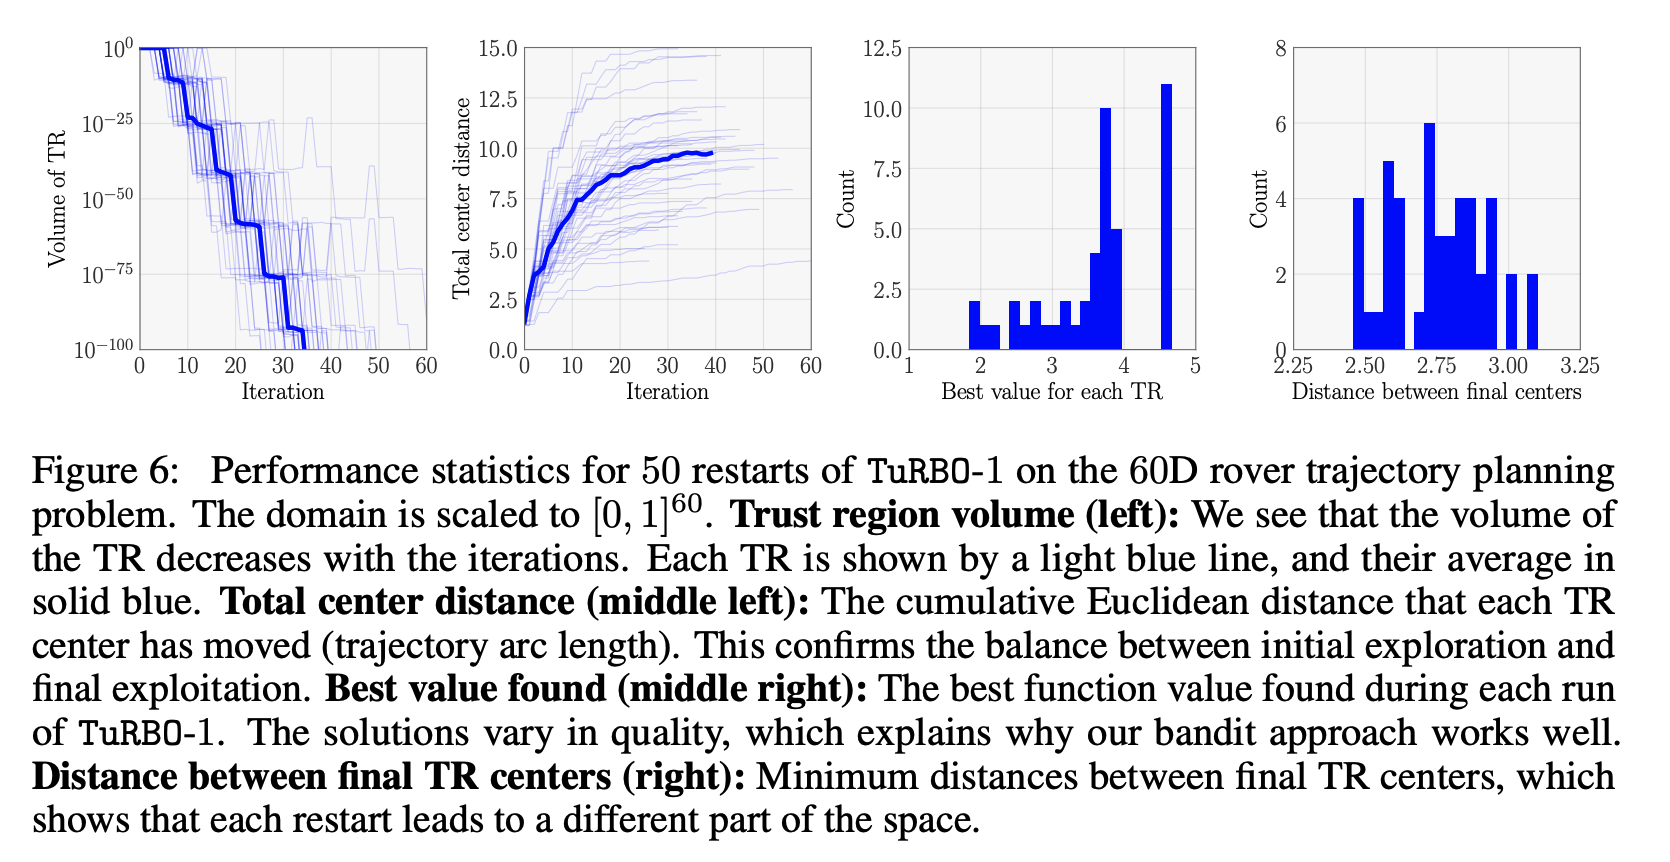 Volume of TR
10⁰
10⁻²⁵
10⁻⁵⁰
10⁻⁷⁵
10⁻¹⁰⁰
0 10 20 30 40 50 60
Iteration
Total center distance
15.0
12.5
10.0
7.5
5.0
2.5
0.0
0 10 20 30 40 50 60
Iteration
Count
12.5
10.0
7.5
5.0
2.5
0.0
1 2 3 4 5
Best value for each TR
Count
8
6
4
2
0
2.25 2.50 2.75 3.00 3.25
Distance between final centers
Figure 6: Performance statistics for 50 restarts of TuRBO-1 on the 60D rover trajectory planning
problem. The domain is scaled to [0, 1]⁶⁰. Trust region volume (left): We see that the volume of
the TR decreases with the iterations. Each TR is shown by a light blue line, and their average in
solid blue. Total center distance (middle left): The cumulative Euclidean distance that each TR
center has moved (trajectory arc length). This confirms the balance between initial exploration and
final exploitation. Best value found (middle right): The best function value found during each run
of TuRBO-1. The solutions vary in quality, which explains why our bandit approach works well.
Distance between final TR centers (right): Minimum distances between final TR centers, which
shows that each restart leads to a different part of the space.